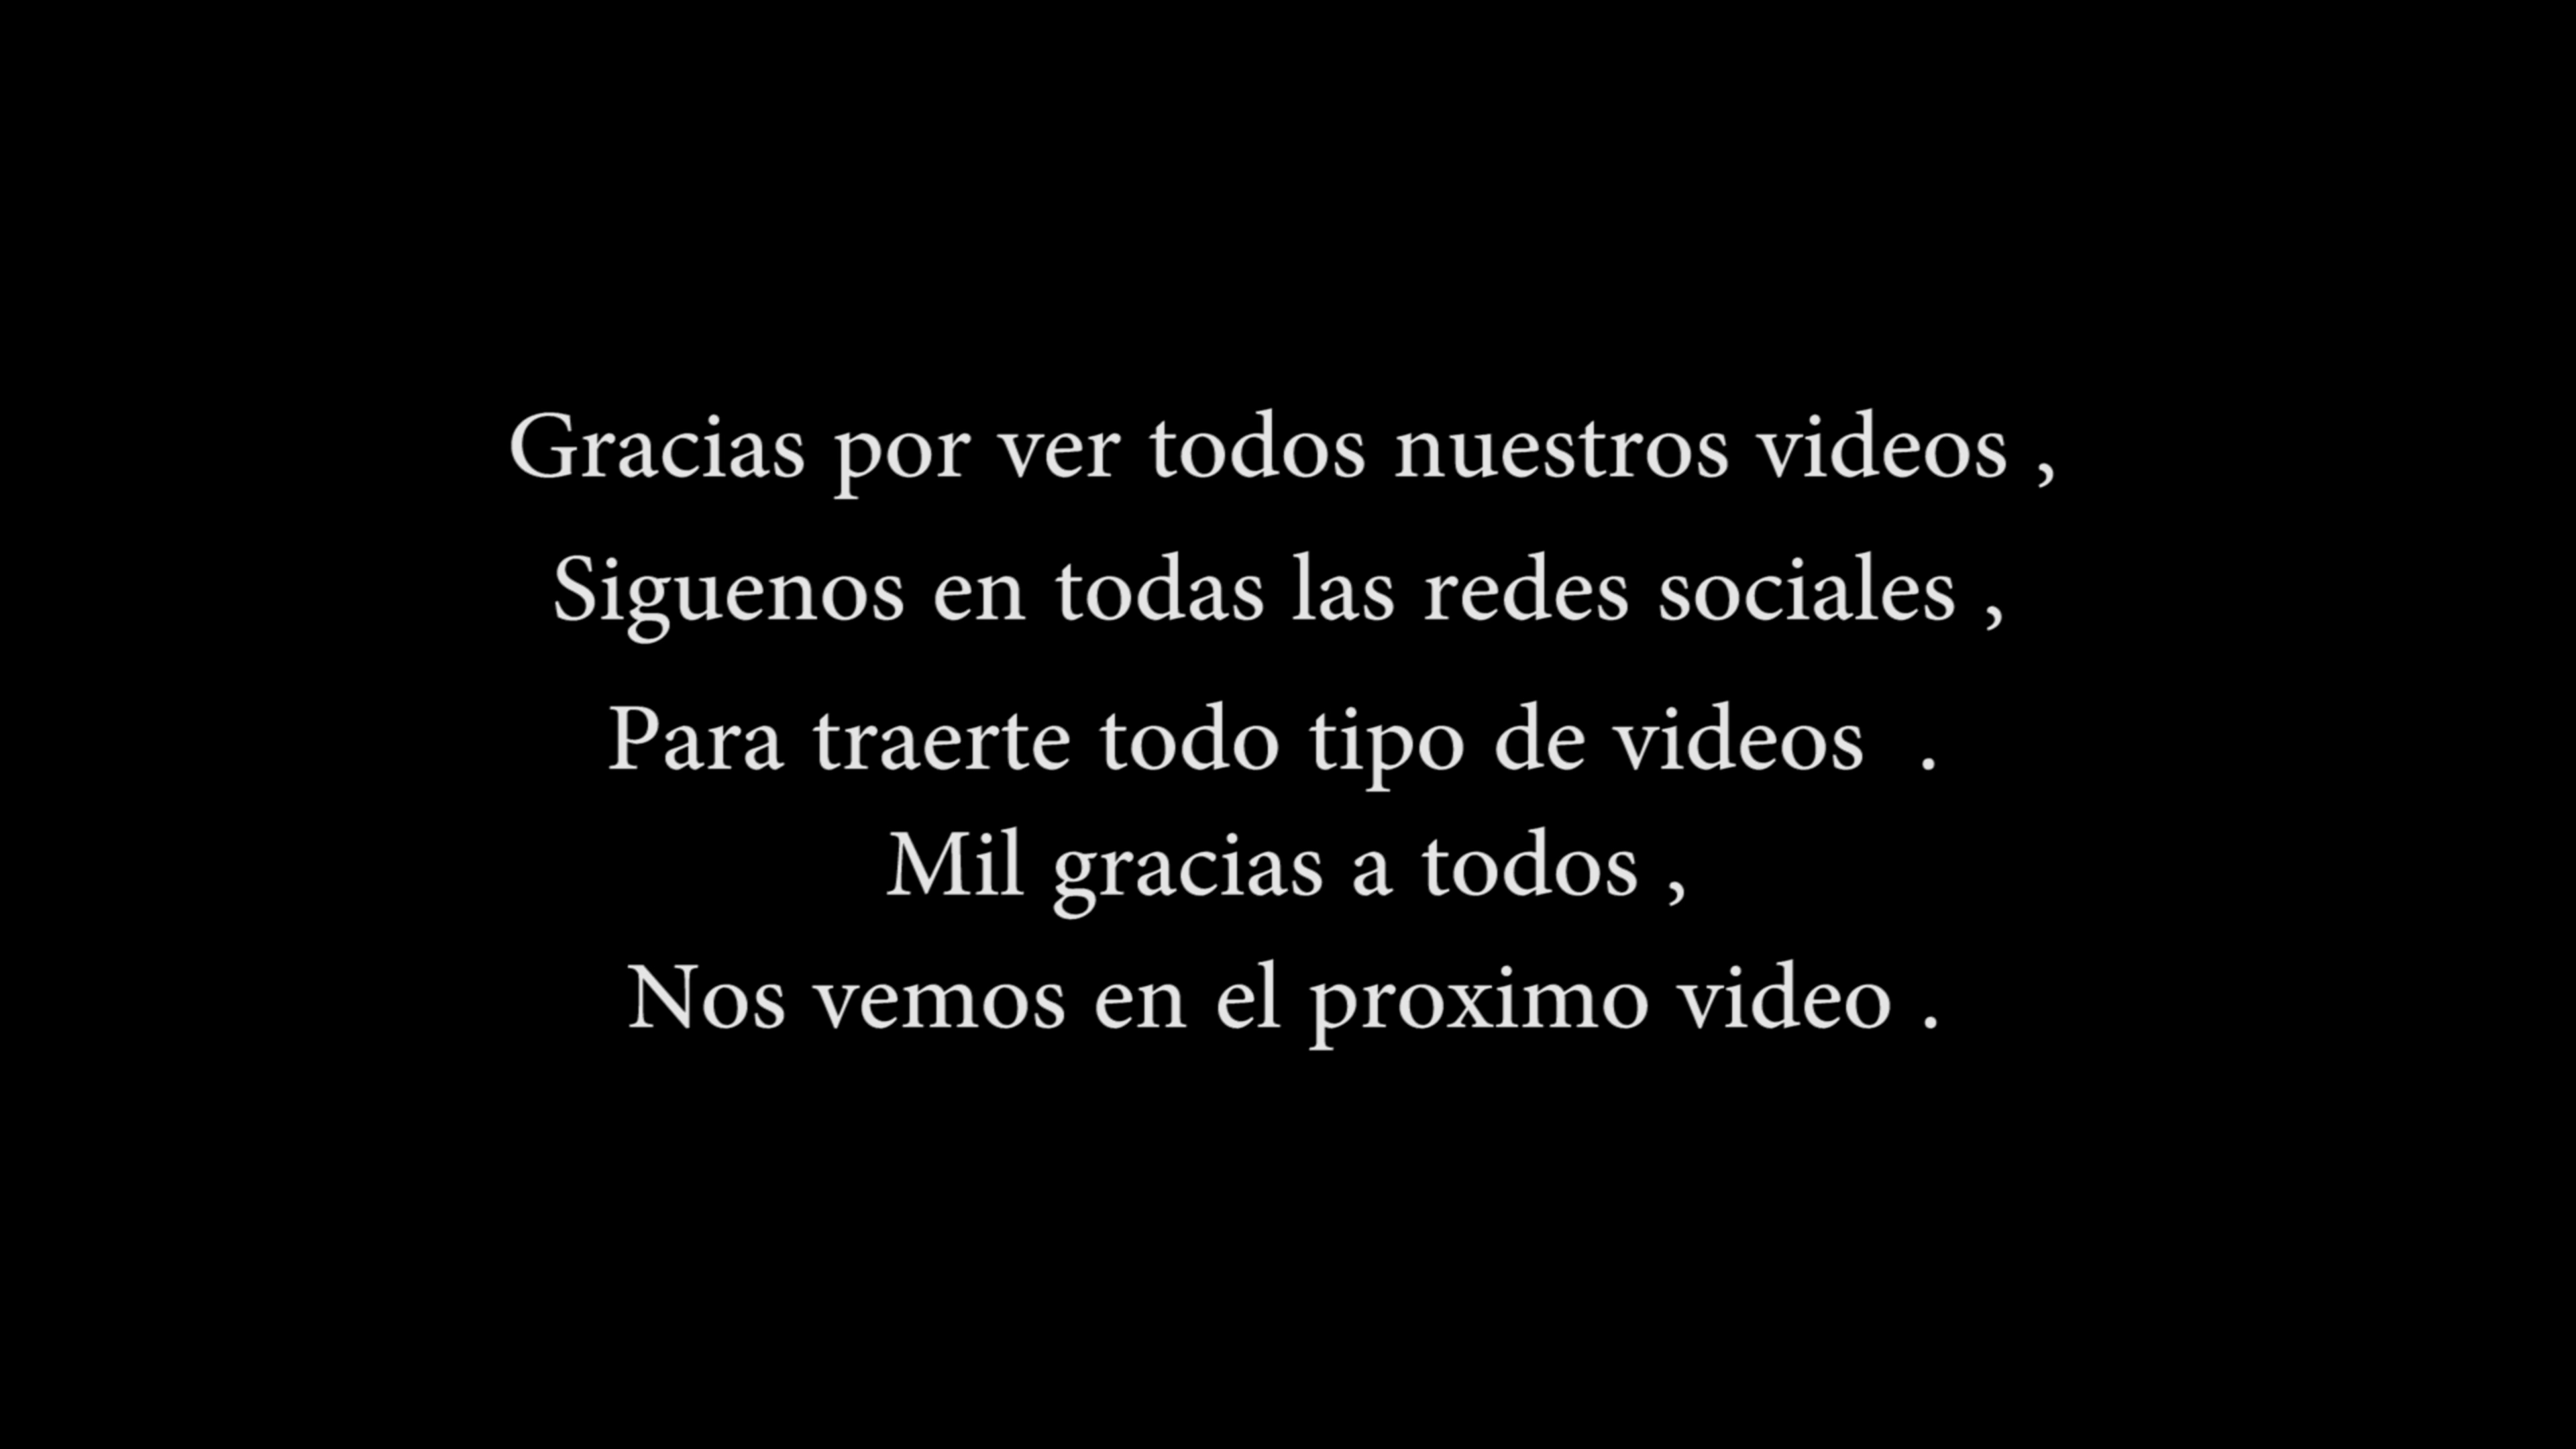 Gracias por ver todos nuestros videos ,
Siguenos en todas las redes sociales ,
Para traerte todo tipo de videos  .
Mil gracias a todos ,
Nos vemos en el proximo video .